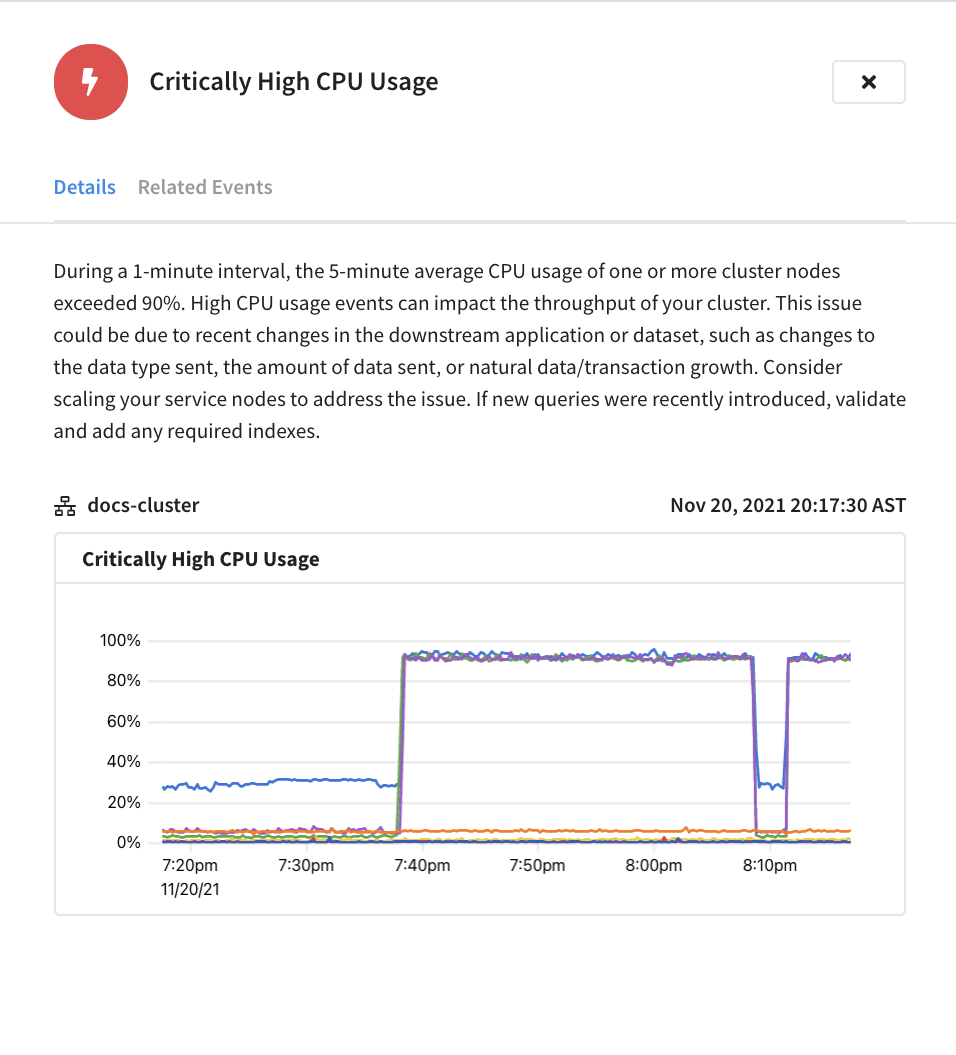 Critically High CPU Usage
Details Related Events
During a 1-minute interval, the 5-minute average CPU usage of one or more cluster nodes
exceeded 90%. High CPU usage events can impact the throughput of your cluster. This issue
could be due to recent changes in the downstream application or dataset, such as changes to
the data type sent, the amount of data sent, or natural data/transaction growth. Consider
scaling your service nodes to address the issue. If new queries were recently introduced, validate
and add any required indexes.
docs-cluster Nov 20, 2021 20:17:30 AST
Critically High CPU Usage
100%
80%
60%
40%
20%
0%
7:20pm 7:30pm 7:40pm 7:50pm 8:00pm 8:10pm
11/20/21